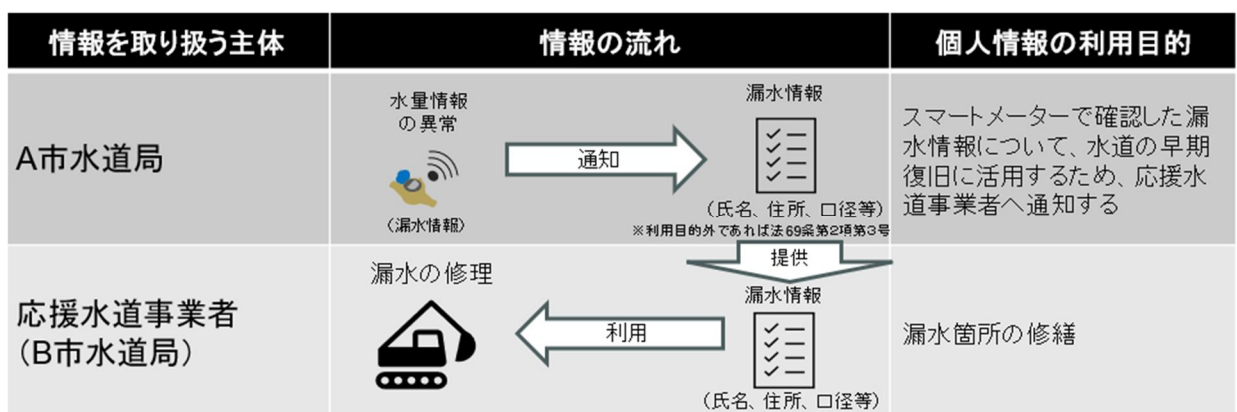 情報を取り扱う主体
情報の流れ
個人情報の利用目的
A市水道局
水量情報
の異常
(漏水情報)
通知
漏水情報
(氏名、住所、口径等)
※利用目的外であれば法69条第2項第3号
スマートメーターで確認した漏
水情報について、水道の早期
復旧に活用するため、応援水
道事業者へ通知する
提供
応援水道事業者
(B市水道局)
漏水の修理
利用
漏水情報
(氏名、住所、口径等)
漏水箇所の修繕